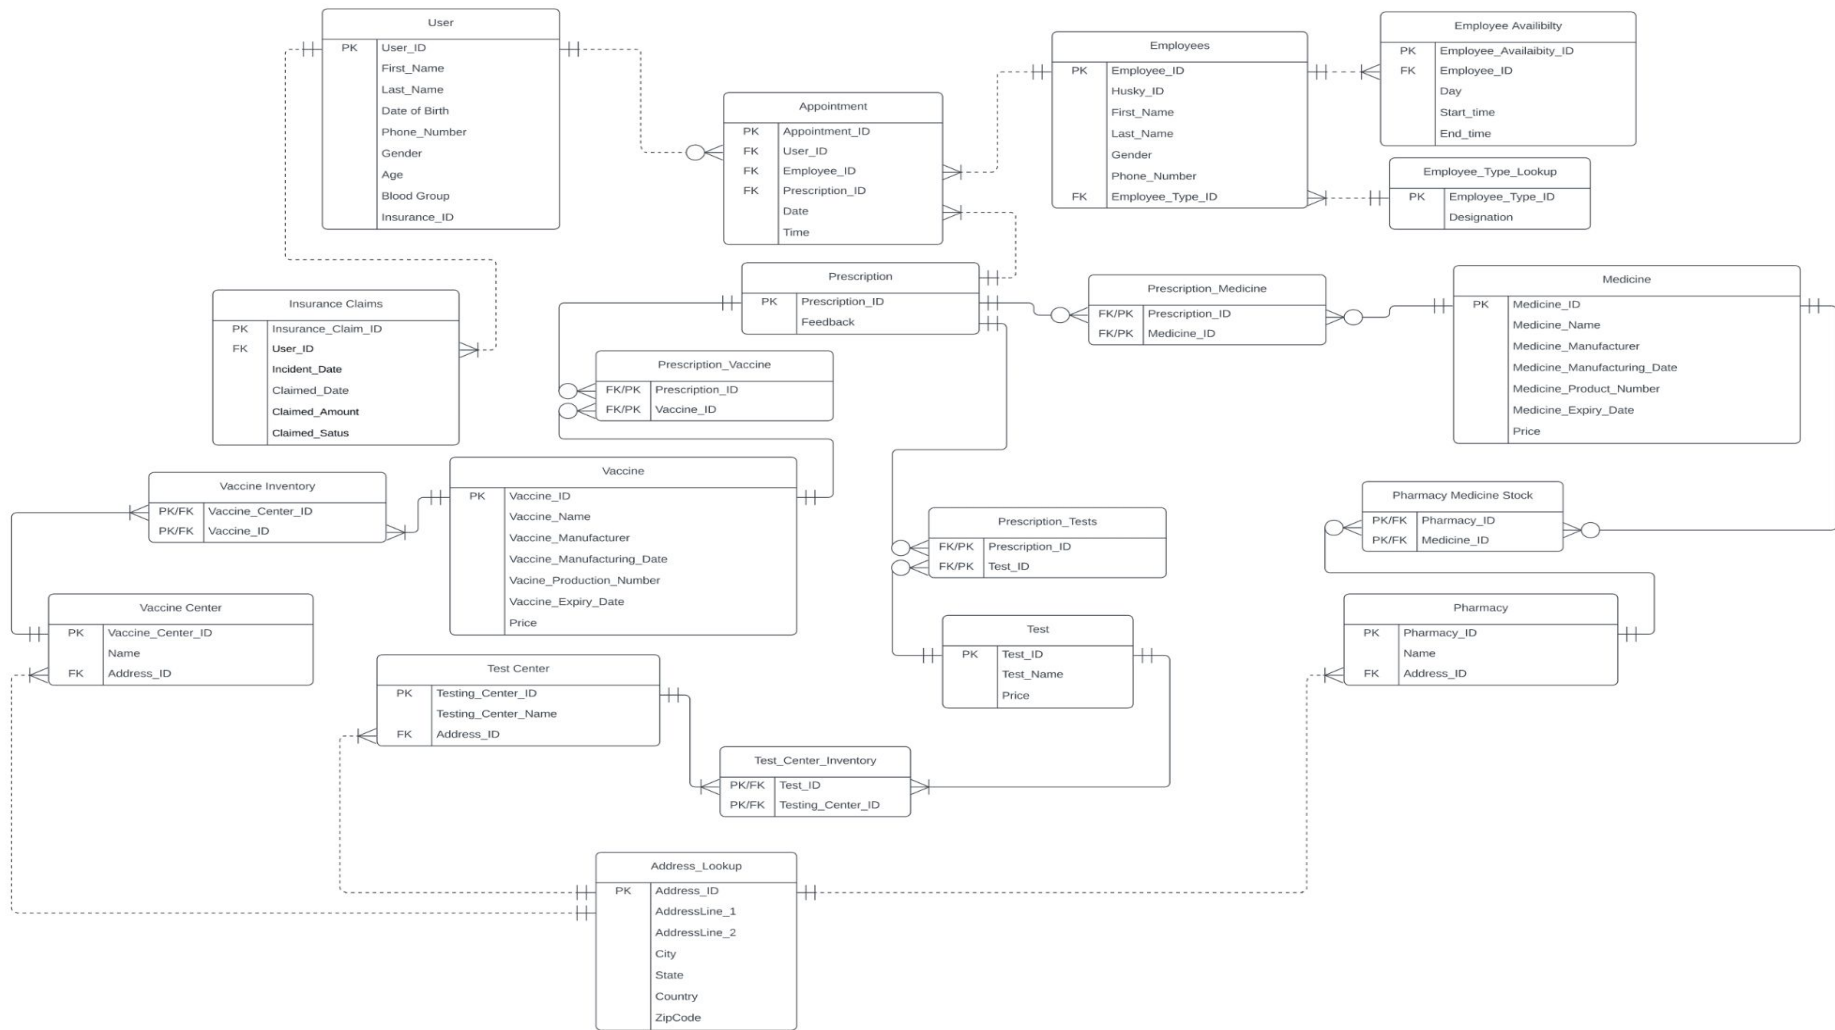 User
PK User_ID
First_Name
Last_Name
Date of Birth
Phone_Number
Gender
Age
Blood Group
Insurance_ID
Appointment
PK Appointment_ID
FK User_ID
FK Employee_ID
FK Prescription_ID
Date
Time
Employees
PK Employee_ID
Husky_ID
First_Name
Last_Name
Gender
Phone_Number
FK Employee_Type_ID
Employee Availibilty
PK Employee_Availaibity_ID
FK Employee_ID
Day
Start_time
End_time
Employee_Type_Lookup
PK Employee_Type_ID
Designation
Insurance Claims
PK Insurance_Claim_ID
FK User_ID
Incident_Date
Claimed_Date
Claimed_Amount
Claimed_Satus
Prescription
PK Prescription_ID
Feedback
Prescription_Medicine
FK/PK Prescription_ID
FK/PK Medicine_ID
Medicine
PK Medicine_ID
Medicine_Name
Medicine_Manufacturer
Medicine_Manufacturing_Date
Medicine_Product_Number
Medicine_Expiry_Date
Price
Prescription_Vaccine
FK/PK Prescription_ID
FK/PK Vaccine_ID
Vaccine Inventory
PK/FK Vaccine_Center_ID
PK/FK Vaccine_ID
Vaccine
PK Vaccine_ID
Vaccine_Name
Vaccine_Manufacturer
Vaccine_Manufacturing_Date
Vacine_Production_Number
Vaccine_Expiry_Date
Price
Prescription_Tests
FK/PK Prescription_ID
FK/PK Test_ID
Pharmacy Medicine Stock
PK/FK Pharmacy_ID
PK/FK Medicine_ID
Vaccine Center
PK Vaccine_Center_ID
Name
FK Address_ID
Test Center
PK Testing_Center_ID
Testing_Center_Name
FK Address_ID
Test
PK Test_ID
Test_Name
Price
Pharmacy
PK Pharmacy_ID
Name
FK Address_ID
Test_Center_Inventory
PK/FK Test_ID
PK/FK Testing_Center_ID
Address_Lookup
PK Address_ID
AddressLine_1
AddressLine_2
City
State
Country
ZipCode